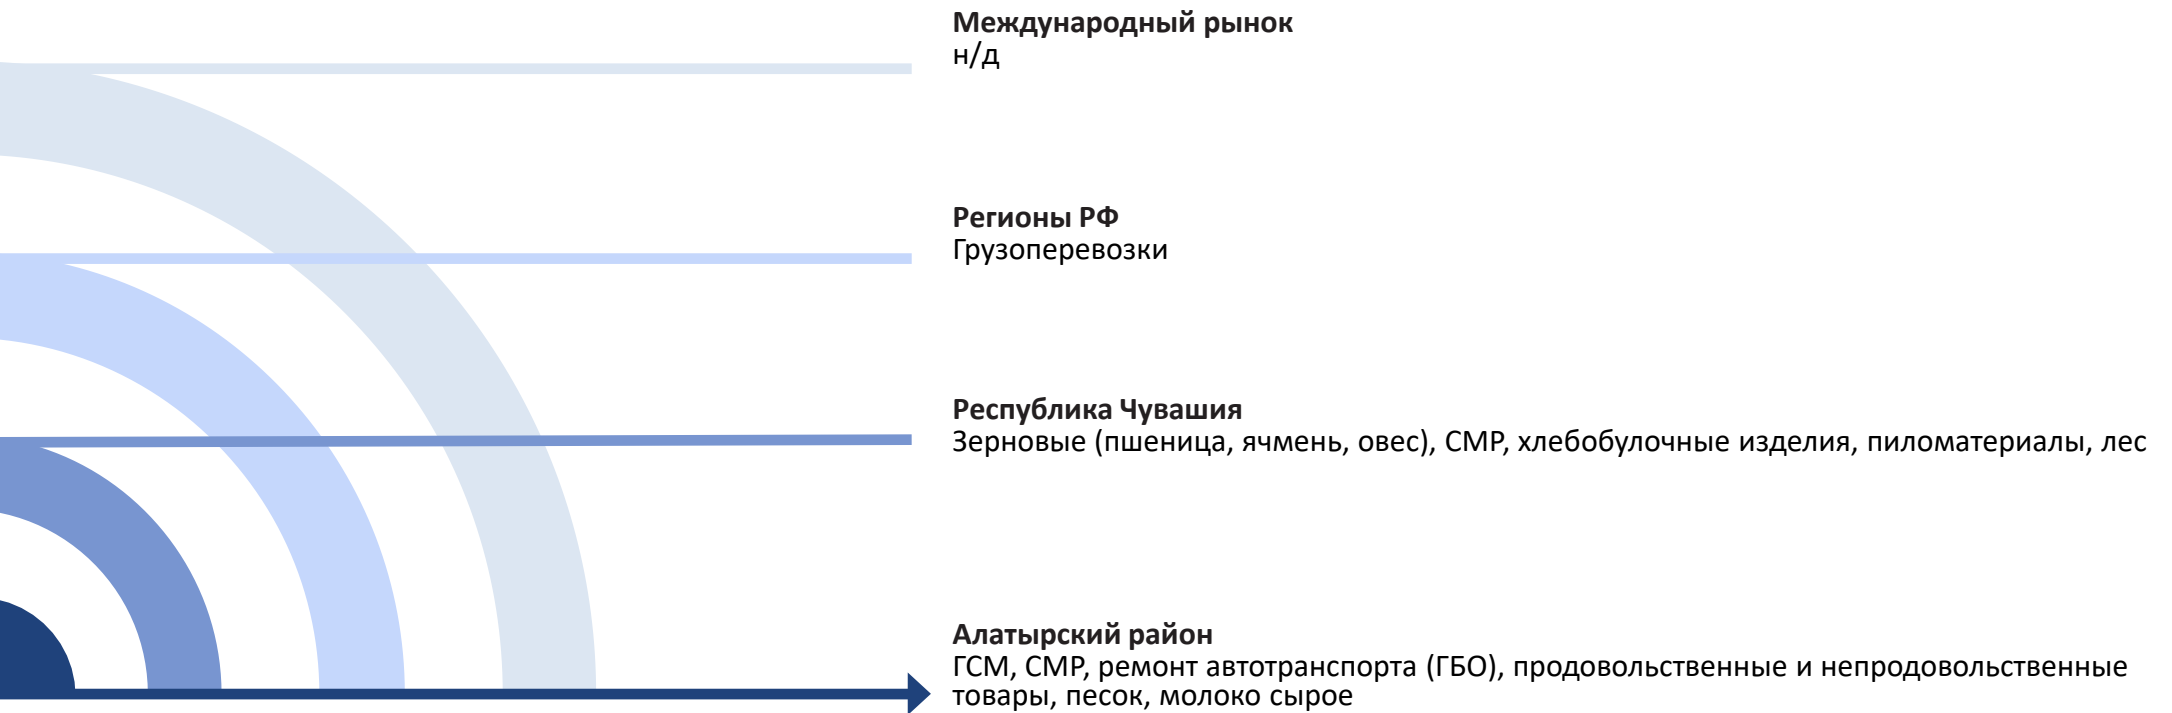 Международный рынок
н/д
Регионы РФ
Грузоперевозки
Республика Чувашия
Зерновые (пшеница, ячмень, овес), СМР, хлебобулочные изделия, пиломатериалы, лес
Алатырский район
ГСМ, СМР, ремонт автотранспорта (ГБО), продовольственные и непродовольственные
товары, песок, молоко сырое